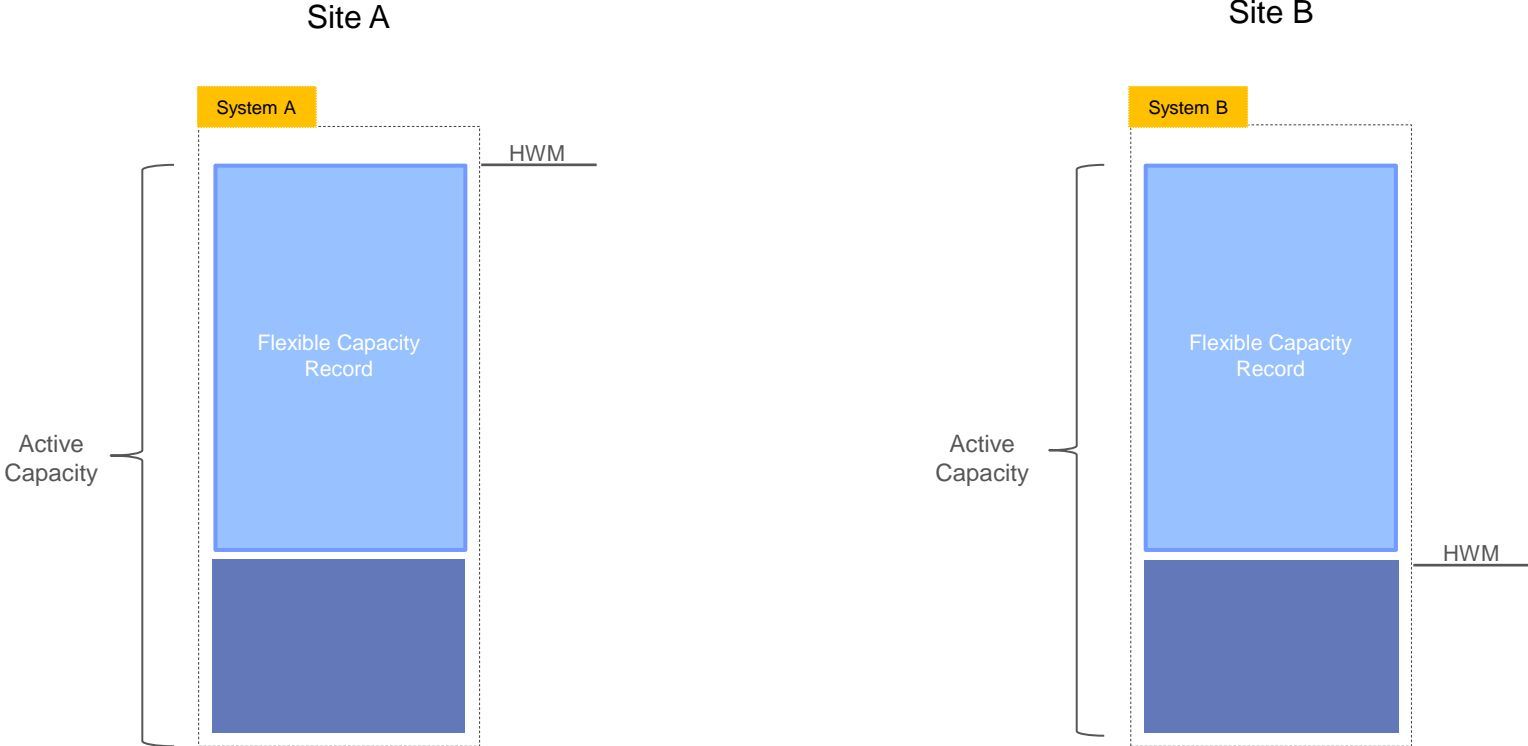 Site A
Site B
System A
System B
HWM
Flexible Capacity
Record
Flexible Capacity
Record
Active
Capacity
Active
Capacity
HWM